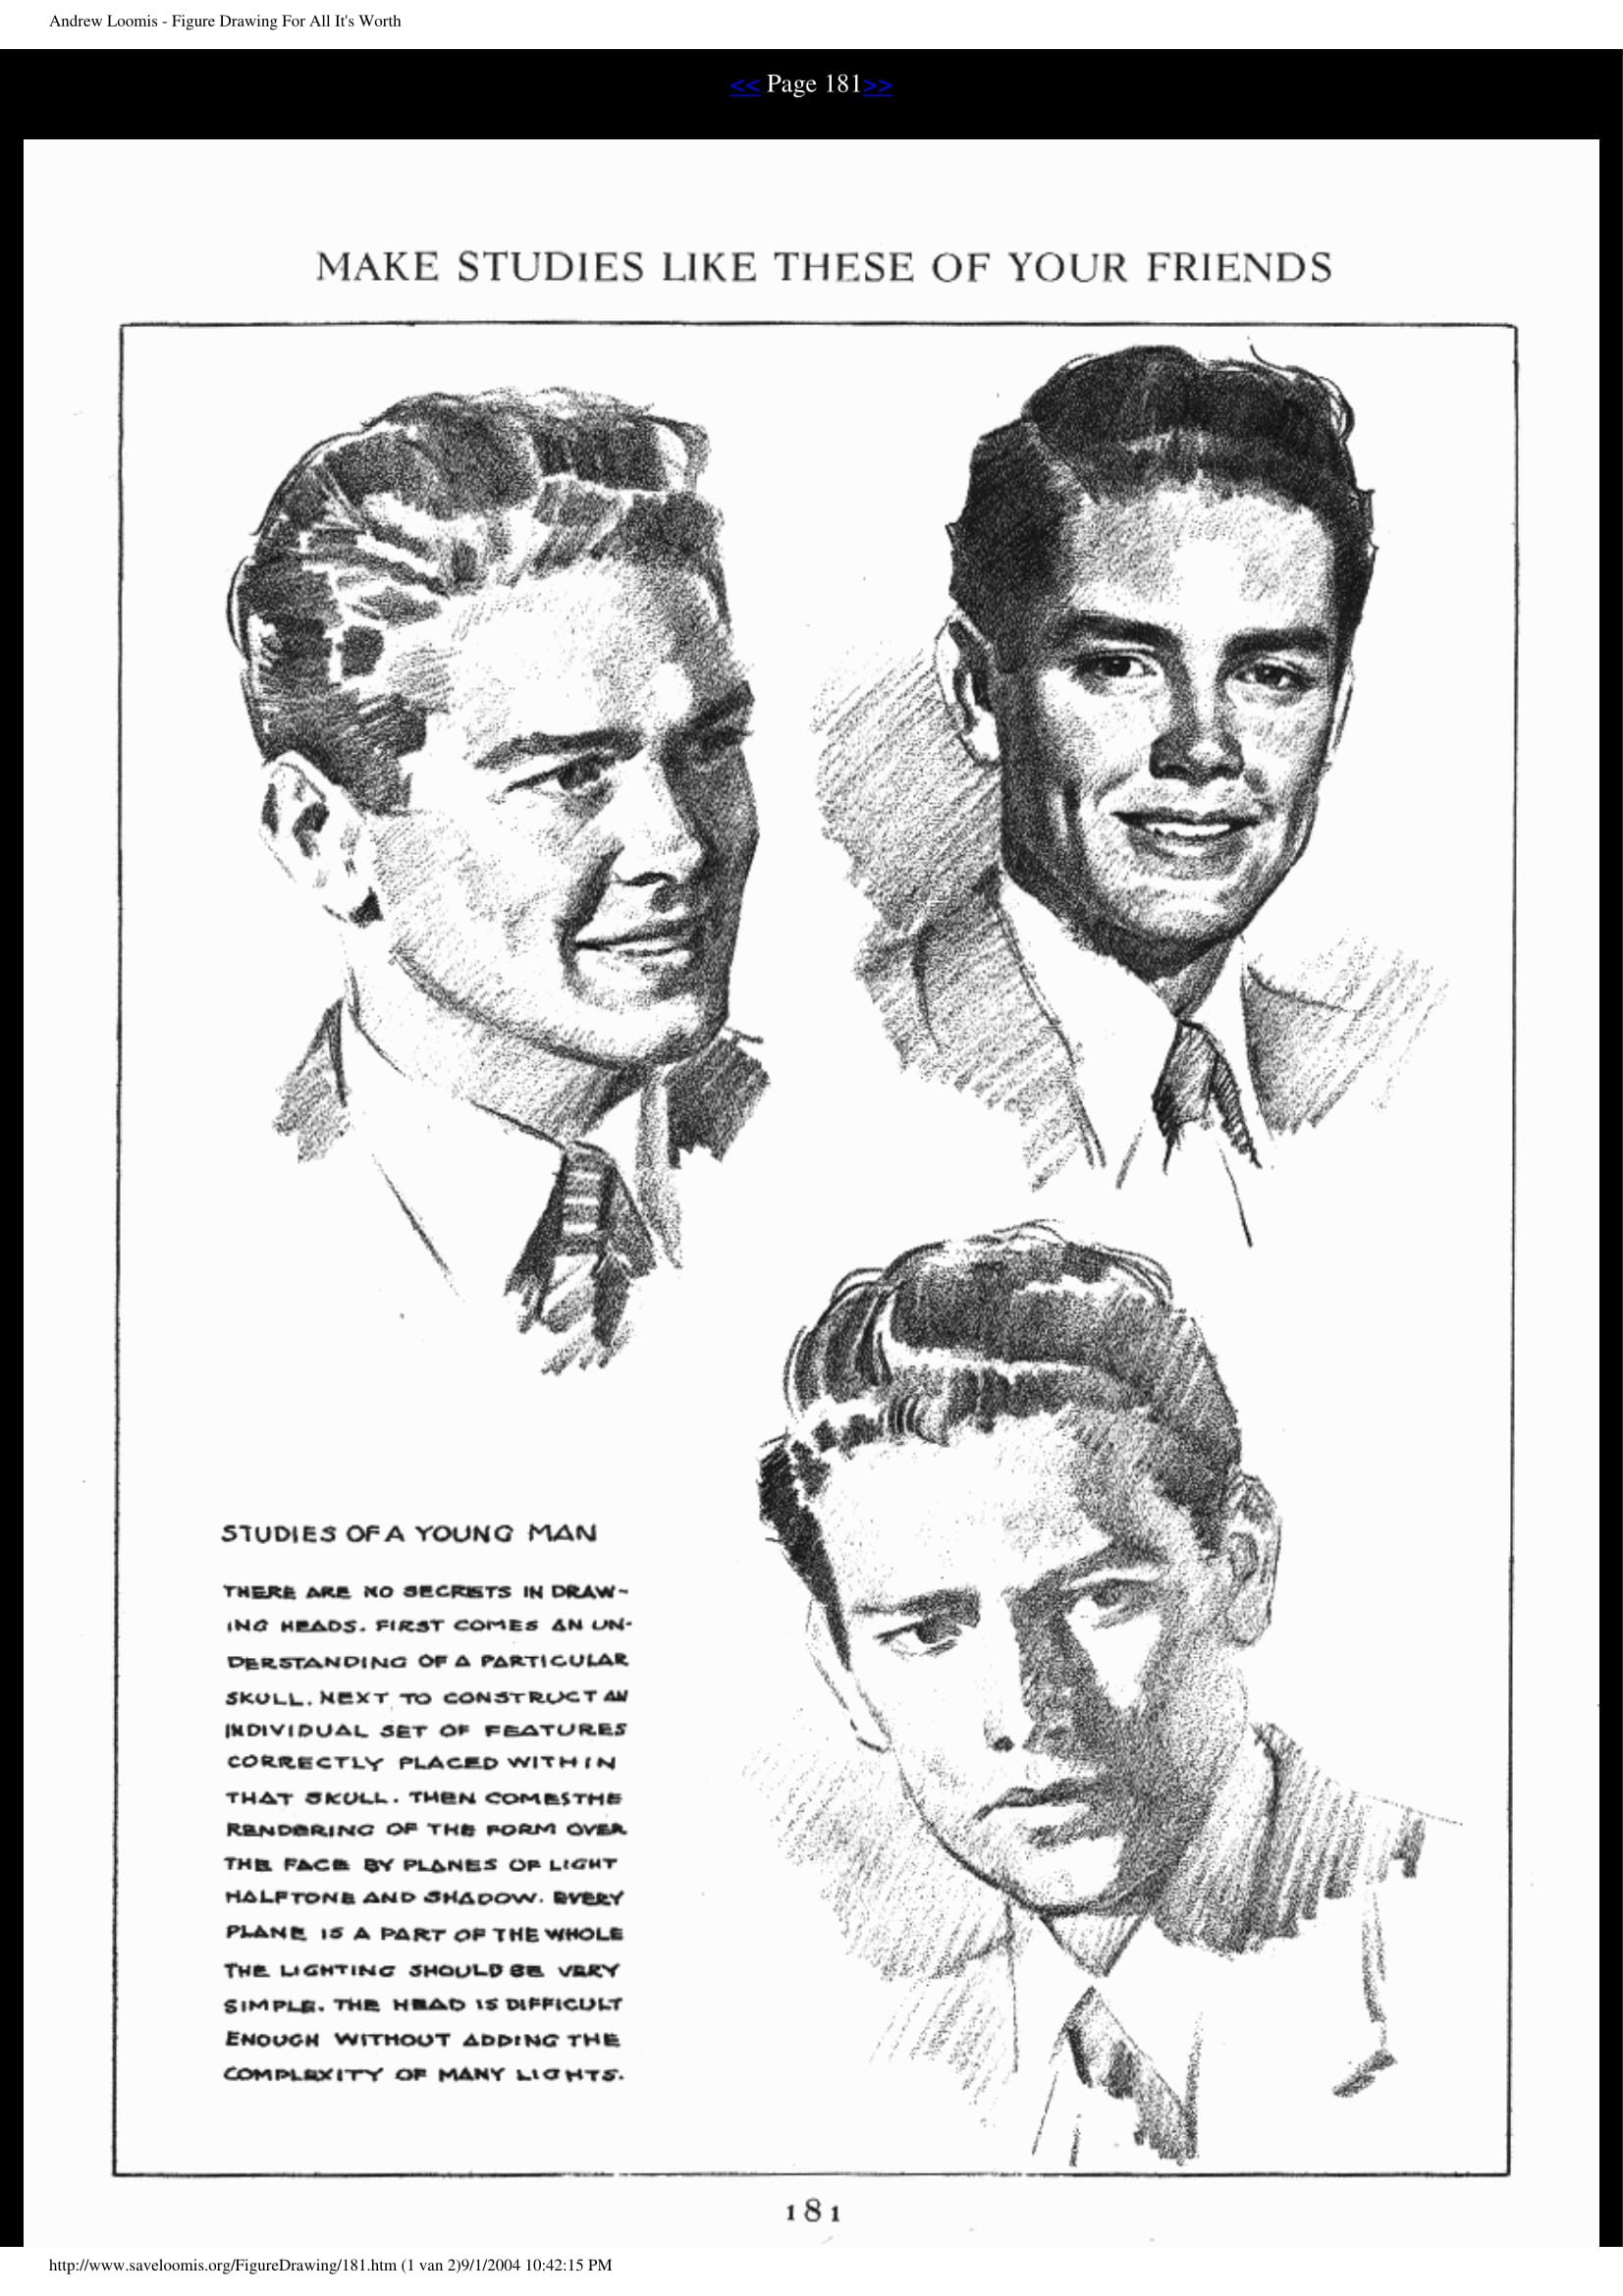 Andrew Loomis - Figure Drawing For All It's Worth
<< Page 181>>
MAKE STUDIES LIKE THESE OF YOUR FRIENDS
STUDIES OF A YOUNG MAN
THERE ARE NO SECRETS IN DRAW-
ING HEADS. FIRST COMES AN UN-
DERSTANDING OF A PARTICULAR
SKULL. NEXT TO CONSTRUCT AN
INDIVIDUAL SET OF FEATURES
CORRECTLY PLACED WITHIN
THAT SKULL. THEN COMES THE
RENDERING OF THE FORM OVER
THE FACE BY PLANES OF LIGHT
HALFTONE AND SHADOW. EVERY
PLANE IS A PART OF THE WHOLE
THE LIGHTING SHOULD BE VERY
SIMPLE. THE HEAD IS DIFFICULT
ENOUGH WITHOUT ADDING THE
COMPLEXITY OF MANY LIGHTS.
181
http://www.saveloomis.org/FigureDrawing/181.htm (1 van 2)9/1/2004 10:42:15 PM